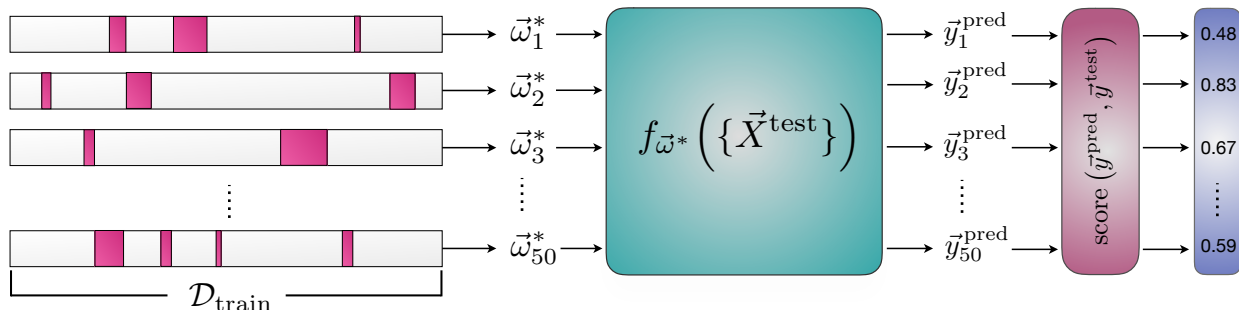 ω⃗₁* f_ω⃗*({X⃗^test}) y⃗₁^pred score (y⃗^pred, y⃗^test) 0.48
ω⃗₂* y⃗₂^pred 0.83
ω⃗₃* y⃗₃^pred 0.67
ω⃗₅₀* y⃗₅₀^pred 0.59
𝒟_train